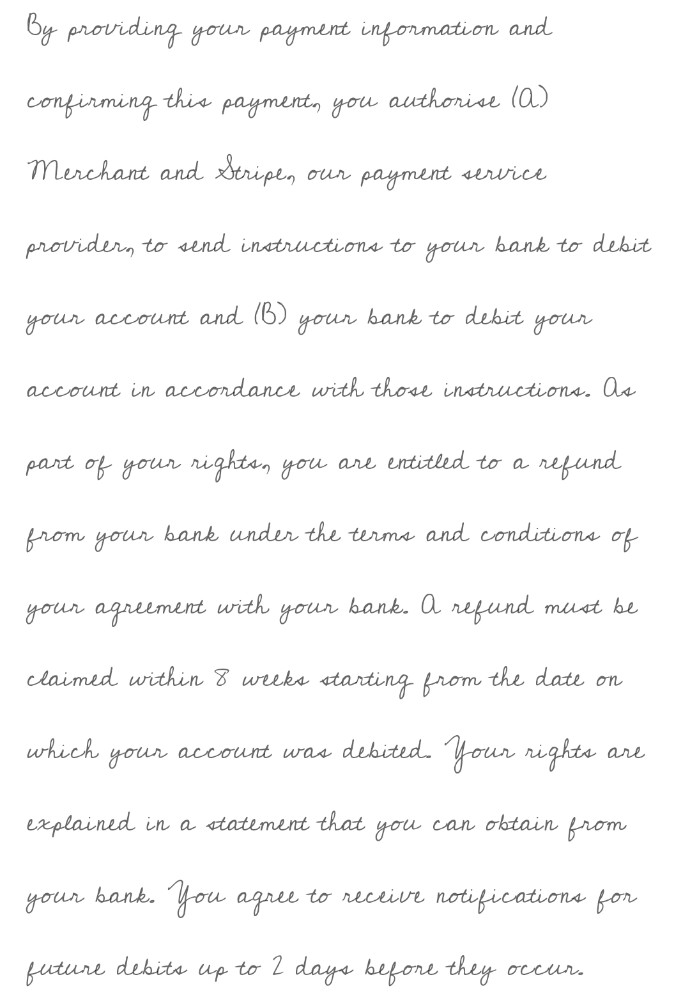 By providing your payment information and
confirming this payment, you authorise (A)
Merchant and Stripe, our payment service
provider, to send instructions to your bank to debit
your account and (B) your bank to debit your
account in accordance with those instructions. As
part of your rights, you are entitled to a refund
from your bank under the terms and conditions of
your agreement with your bank. A refund must be
claimed within 8 weeks starting from the date on
which your account was debited. Your rights are
explained in a statement that you can obtain from
your bank. You agree to receive notifications for
future debits up to 2 days before they occur.